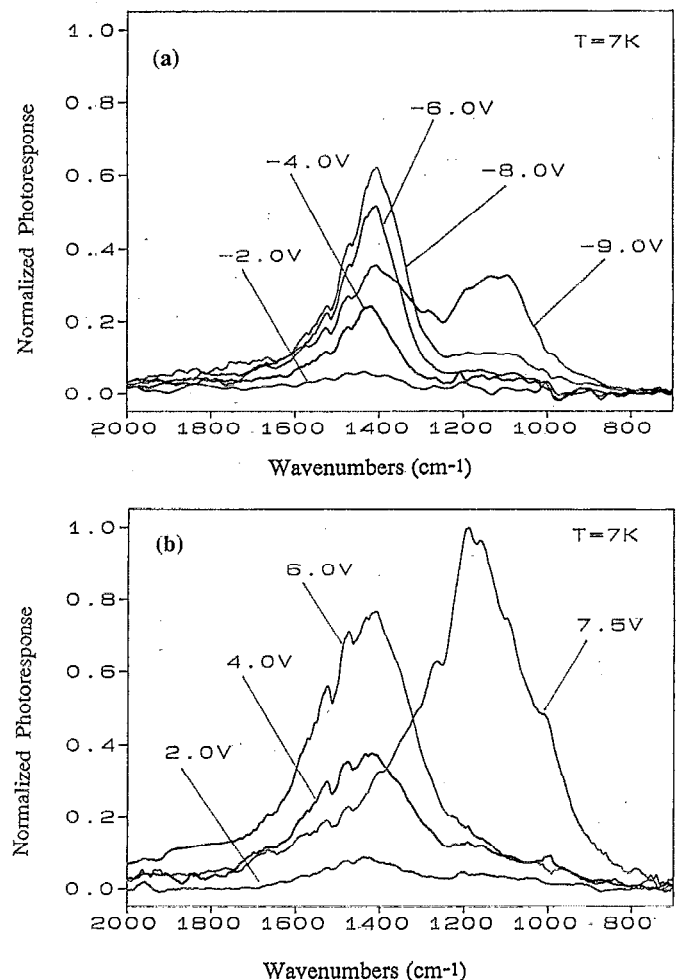 1.0
(a)
T=7K
0.8
-6.0V
0.6
-4.0V
-8.0V
Normalized Photoresponse
0.4
-2.0V
-9.0V
0.2
0.0
2000 1800 1600 1400 1200 1000 800
Wavenumbers (cm-1)
1.0
(b)
T=7K
6.0V
0.8
7.5V
4.0V
0.6
Normalized Photoresponse
0.4
2.0V
0.2
0.0
2000 1800 1600 1400 1200 1000 800
Wavenumbers (cm-1)